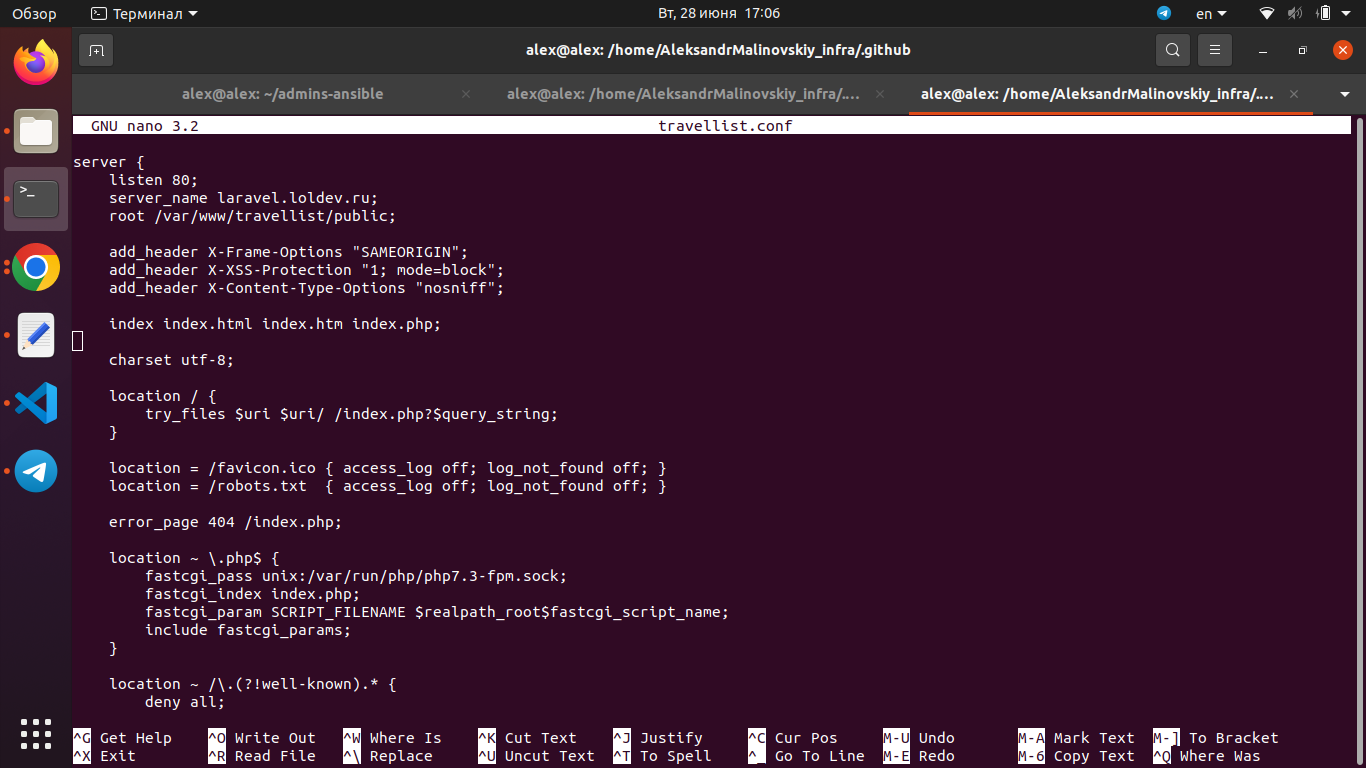 Обзор Терминал Вт, 28 июня 17:06 en
alex@alex: /home/AleksandrMalinovskiy_infra/.github
alex@alex: ~/admins-ansible alex@alex: /home/AleksandrMalinovskiy_infra/.... alex@alex: /home/AleksandrMalinovskiy_infra/....
GNU nano 3.2 travellist.conf
server {
    listen 80;
    server_name laravel.loldev.ru;
    root /var/www/travellist/public;
    add_header X-Frame-Options "SAMEORIGIN";
    add_header X-XSS-Protection "1; mode=block";
    add_header X-Content-Type-Options "nosniff";
    index index.html index.htm index.php;
    charset utf-8;
    location / {
        try_files $uri $uri/ /index.php?$query_string;
    }
    location = /favicon.ico { access_log off; log_not_found off; }
    location = /robots.txt  { access_log off; log_not_found off; }
    error_page 404 /index.php;
    location ~ \.php$ {
        fastcgi_pass unix:/var/run/php/php7.3-fpm.sock;
        fastcgi_index index.php;
        fastcgi_param SCRIPT_FILENAME $realpath_root$fastcgi_script_name;
        include fastcgi_params;
    }
    location ~ /\.(?!well-known).* {
        deny all;
^G Get Help ^O Write Out ^W Where Is ^K Cut Text ^J Justify ^C Cur Pos M-U Undo M-A Mark Text M-] To Bracket
^X Exit ^R Read File ^\ Replace ^U Uncut Text ^T To Spell ^_ Go To Line M-E Redo M-6 Copy Text ^Q Where Was